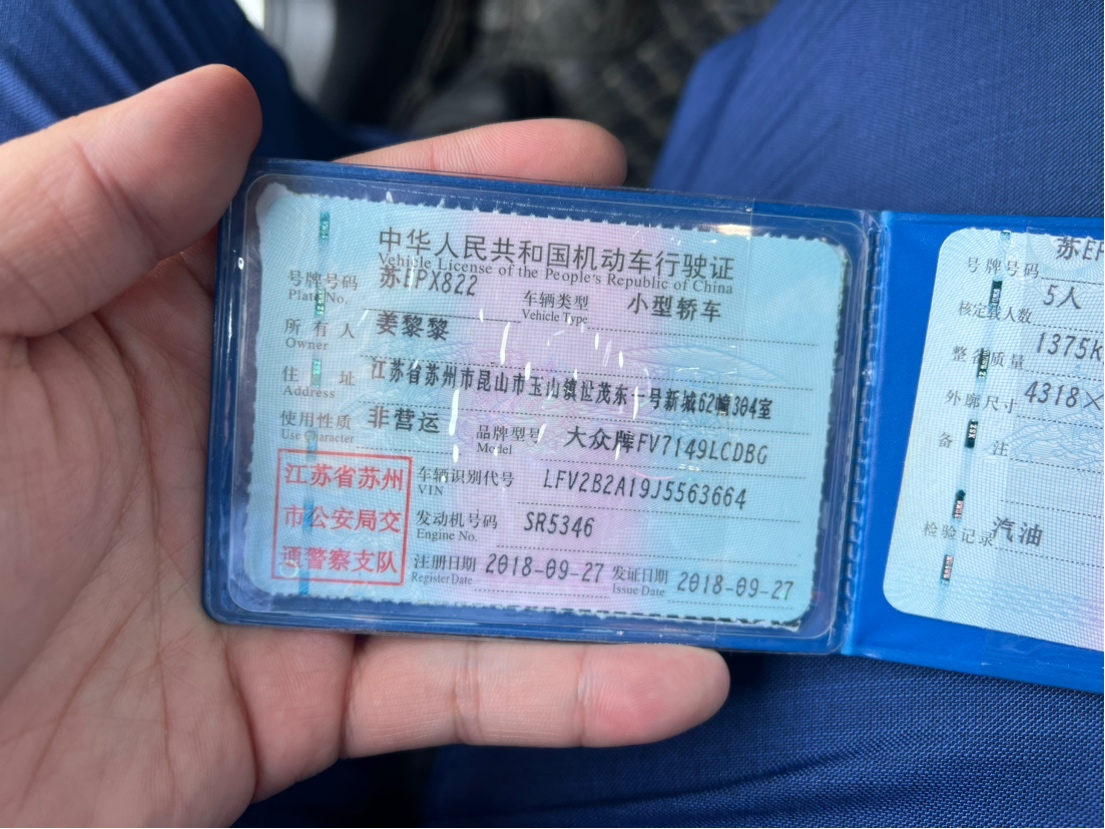 中华人民共和国机动车行驶证
Vehicle License of the People's Republic of China
号牌号码 苏EPX822 车辆类型 小型轿车
Plate No. Vehicle Type
所有人 姜黎黎
Owner
住址 江苏省苏州市昆山市玉山镇世茂东一号新城62幢304室
Address
使用性质 非营运 品牌型号 大众牌FV7149LCDBG
Use Character Model
江苏省苏州
市公安局交
通警察支队
车辆识别代号 LFV2B2A19J5563664
VIN
发动机号码 SR5346
Engine No.
注册日期 2018-09-27 发证日期 2018-09-27
Register Date Issue Date
号牌号码 苏EP
核定载人数 5人
整备质量 1375k
外廓尺寸 4318×
备注
检验记录 汽油